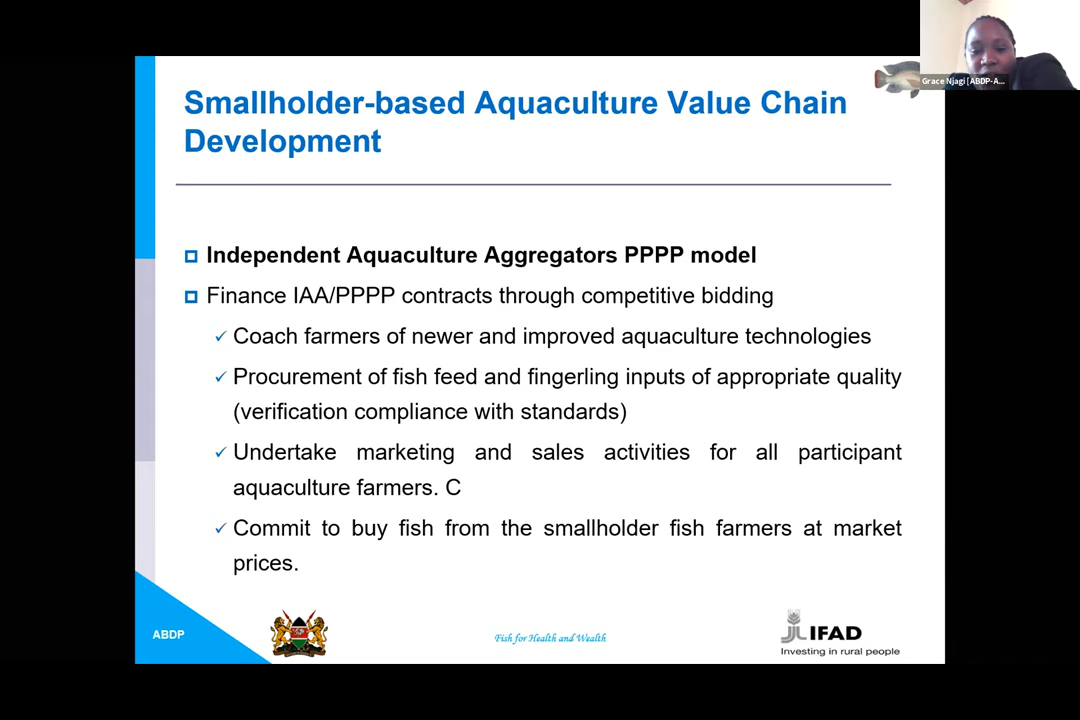 Smallholder-based Aquaculture Value Chain
Development
Grace Njagi [ABDP-A...
Independent Aquaculture Aggregators PPPP model
Finance IAA/PPPP contracts through competitive bidding
Coach farmers of newer and improved aquaculture technologies
Procurement of fish feed and fingerling inputs of appropriate quality
(verification compliance with standards)
Undertake marketing and sales activities for all participant
aquaculture farmers. C
Commit to buy fish from the smallholder fish farmers at market
prices.
ABDP
Fish for Health and Wealth
IFAD
Investing in rural people